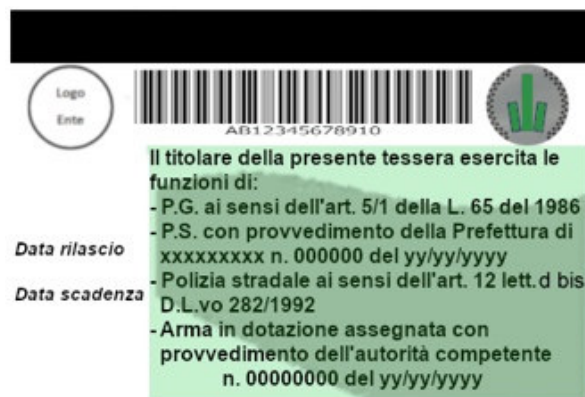 Logo
Ente
AB12345678910
Il titolare della presente tessera esercita le
funzioni di:
- P.G. ai sensi dell'art. 5/1 della L. 65 del 1986
- P.S. con provvedimento della Prefettura di
xxxxxxxxx n. 000000 del yy/yy/yyyy
Data rilascio
- Polizia stradale ai sensi dell'art. 12 lett.d bis
D.L.vo 282/1992
Data scadenza
- Arma in dotazione assegnata con
provvedimento dell'autorità competente
n. 00000000 del yy/yy/yyyy